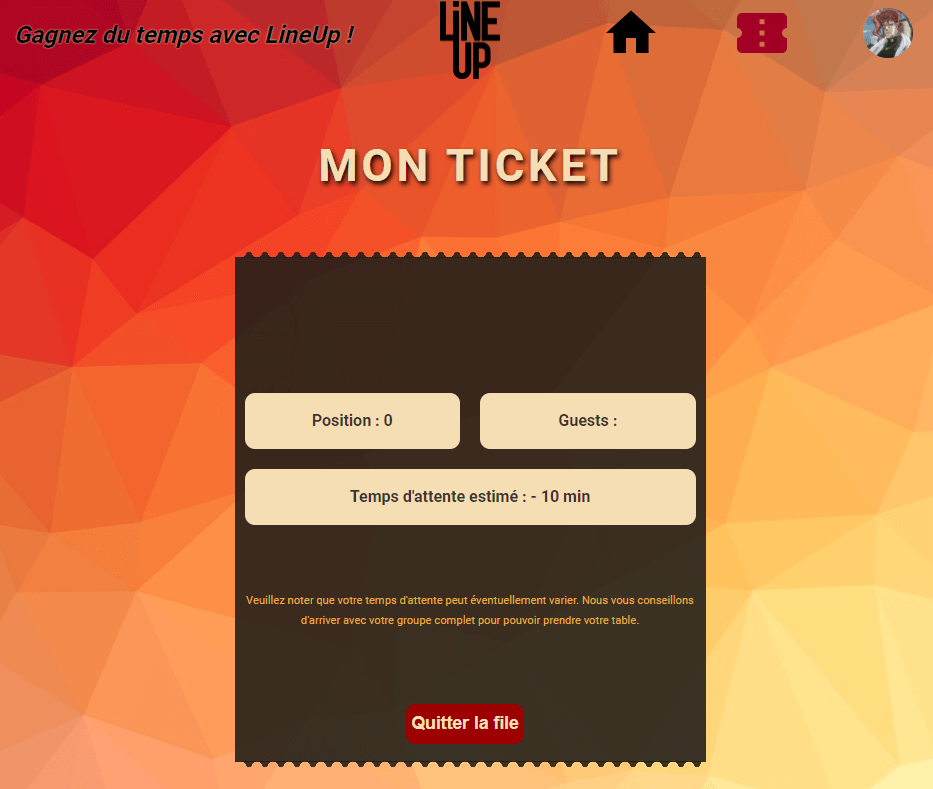 Gagnez du temps avec LineUp !
LiNE
UP
MON TICKET
Position : 0
Guests :
Temps d'attente estimé : - 10 min
Veuillez noter que votre temps d'attente peut éventuellement varier. Nous vous conseillons
d'arriver avec votre groupe complet pour pouvoir prendre votre table.
Quitter la file